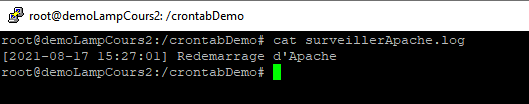 root@demoLampCours2: /crontabDemo
root@demoLampCours2:/crontabDemo# cat surveillerApache.log
[2021-08-17 15:27:01] Redemarrage d'Apache
root@demoLampCours2:/crontabDemo#